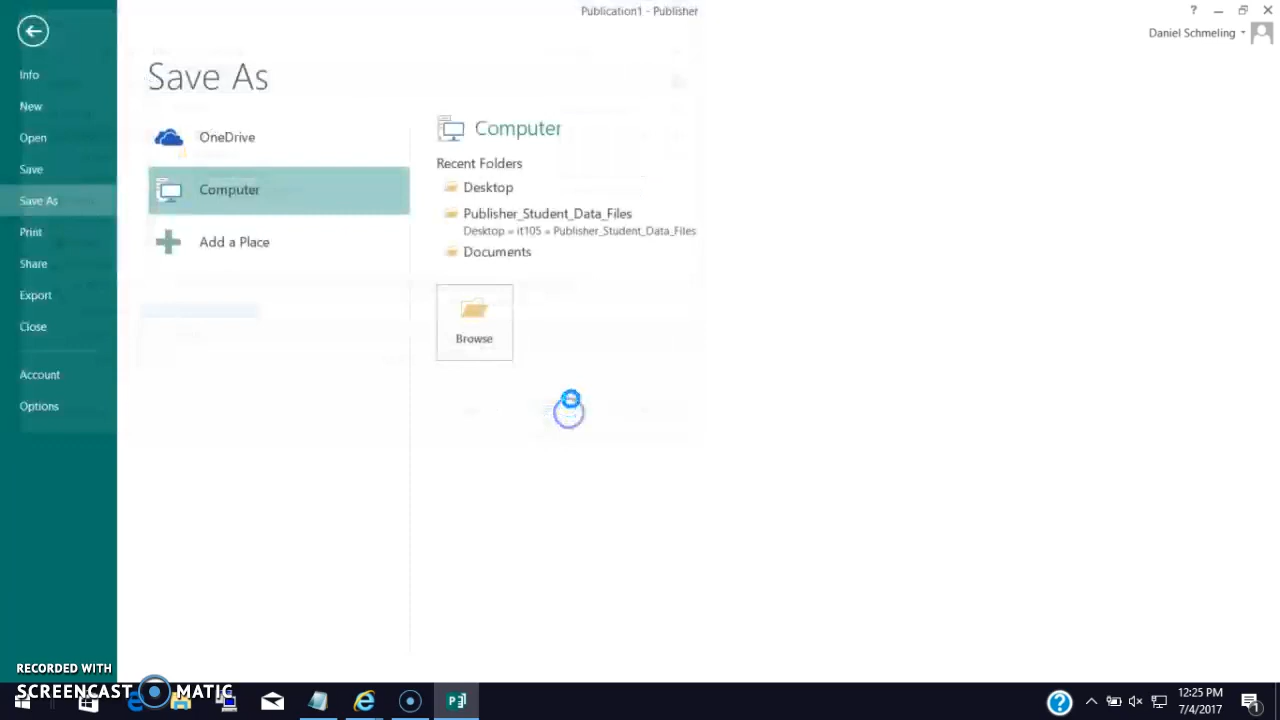 Publication1 - Publisher
?
Daniel Schmeling
Info
New
Open
Save
Save As
Print
Share
Export
Close
Account
Options
Save As
OneDrive
Computer
Add a Place
Computer
Recent Folders
Desktop
Publisher_Student_Data_Files
Desktop » it105 » Publisher_Student_Data_Files
Documents
Browse
RECORDED WITH
SCREENCAST MATIC
P
?
12:25 PM
7/4/2017
1